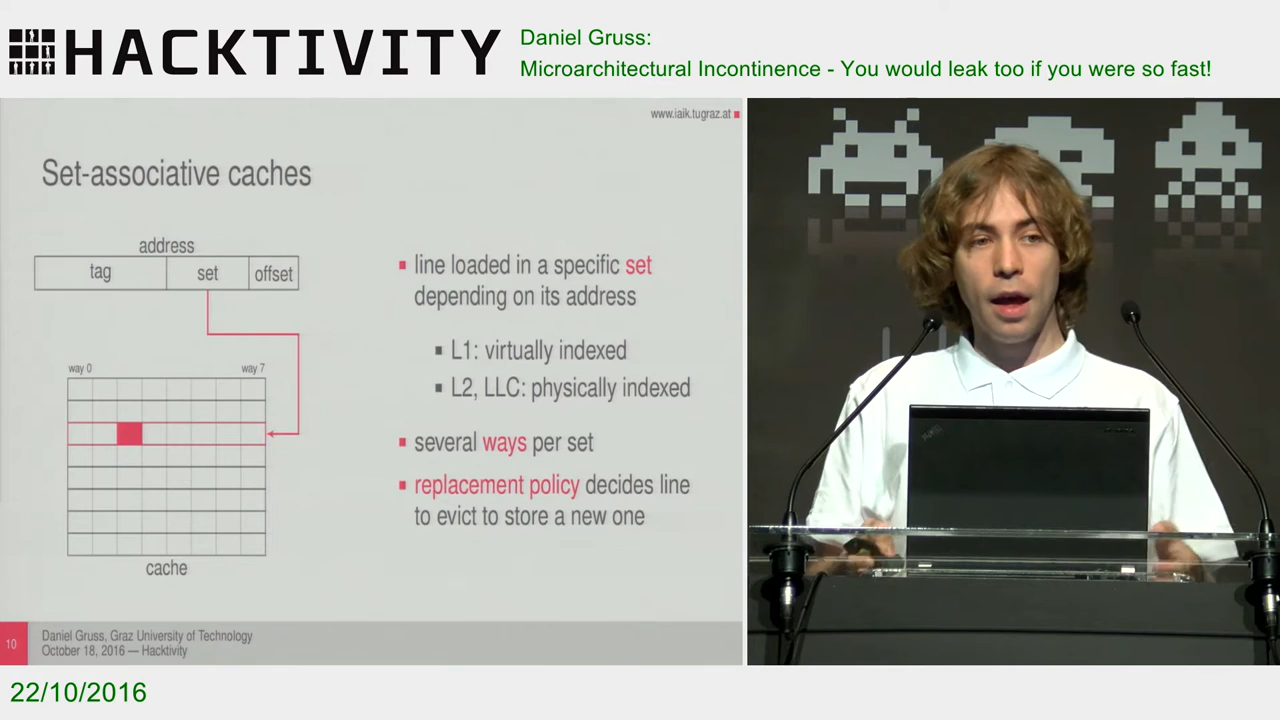 HACKTIVITY
Daniel Gruss:
Microarchitectural Incontinence - You would leak too if you were so fast!
www.iaik.tugraz.at
Set-associative caches
address
tag set offset
way 0 way 7
cache
line loaded in a specific set
depending on its address
L1: virtually indexed
L2, LLC: physically indexed
several ways per set
replacement policy decides line
to evict to store a new one
10
Daniel Gruss, Graz University of Technology
October 18, 2016 — Hacktivity
22/10/2016